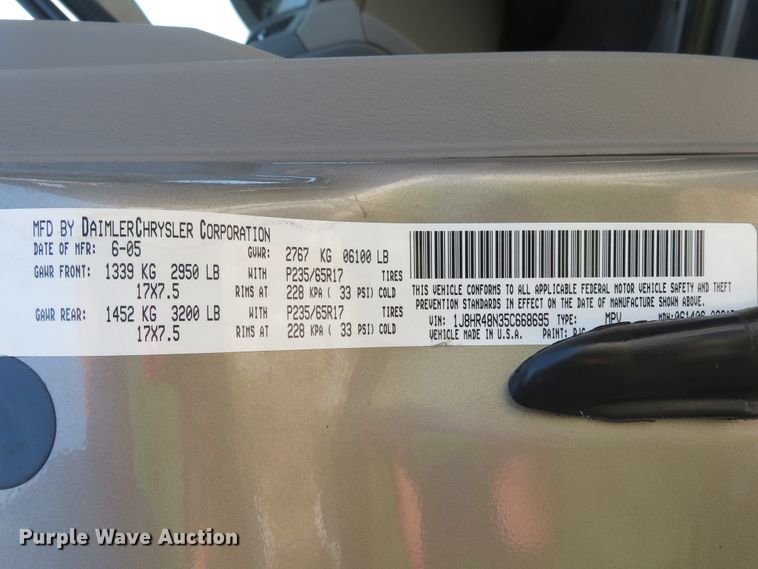 MFD BY DAIMLERCHRYSLER CORPORATION
DATE OF MFR: 6-05 GVWR: 2767 KG 06100 LB
GAWR FRONT: 1339 KG 2950 LB WITH P235/65R17 TIRES
17X7.5 RIMS AT 228 KPA ( 33 PSI) COLD
GAWR REAR: 1452 KG 3200 LB WITH P235/65R17 TIRES
17X7.5 RIMS AT 228 KPA ( 33 PSI) COLD
THIS VEHICLE CONFORMS TO ALL APPLICABLE FEDERAL MOTOR VEHICLE SAFETY AND THEFT
PREVENTION STANDARDS IN EFFECT ON THE DATE OF MANUFACTURE SHOWN ABOVE.
VIN: 1J8HR48N35C668695 TYPE: MPV MDH:
VEHICLE MADE IN U.S.A. PAINT:
Purple Wave Auction